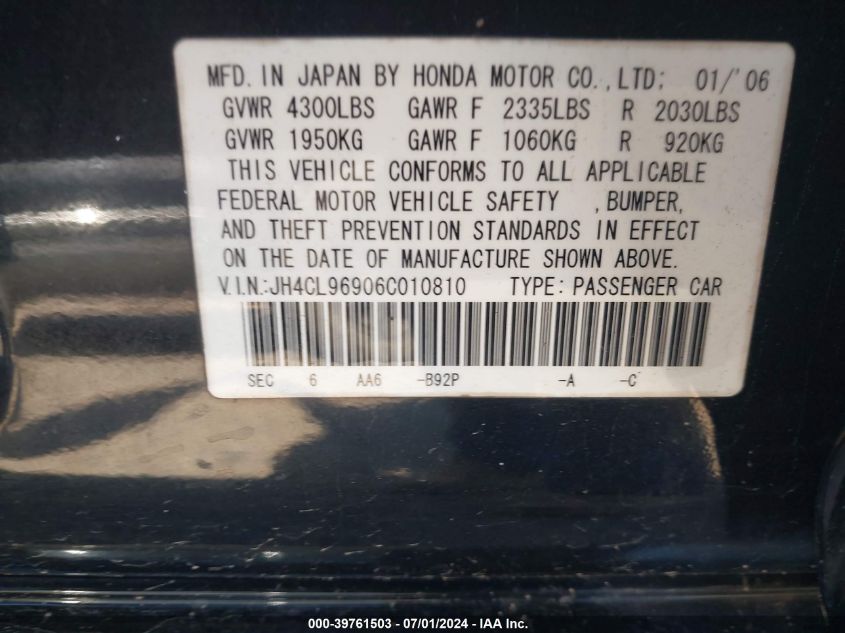 MFD. IN JAPAN BY HONDA MOTOR CO., LTD; 01/'06
GVWR 4300LBS GAWR F 2335LBS R 2030LBS
GVWR 1950KG GAWR F 1060KG R 920KG
THIS VEHICLE CONFORMS TO ALL APPLICABLE
FEDERAL MOTOR VEHICLE SAFETY , BUMPER,
AND THEFT PREVENTION STANDARDS IN EFFECT
ON THE DATE OF MANUFACTURE SHOWN ABOVE.
V.I.N.:JH4CL96906C010810 TYPE: PASSENGER CAR
SEC 6 AA6 -B92P -A -C
000-39761503 - 07/01/2024 - IAA Inc.